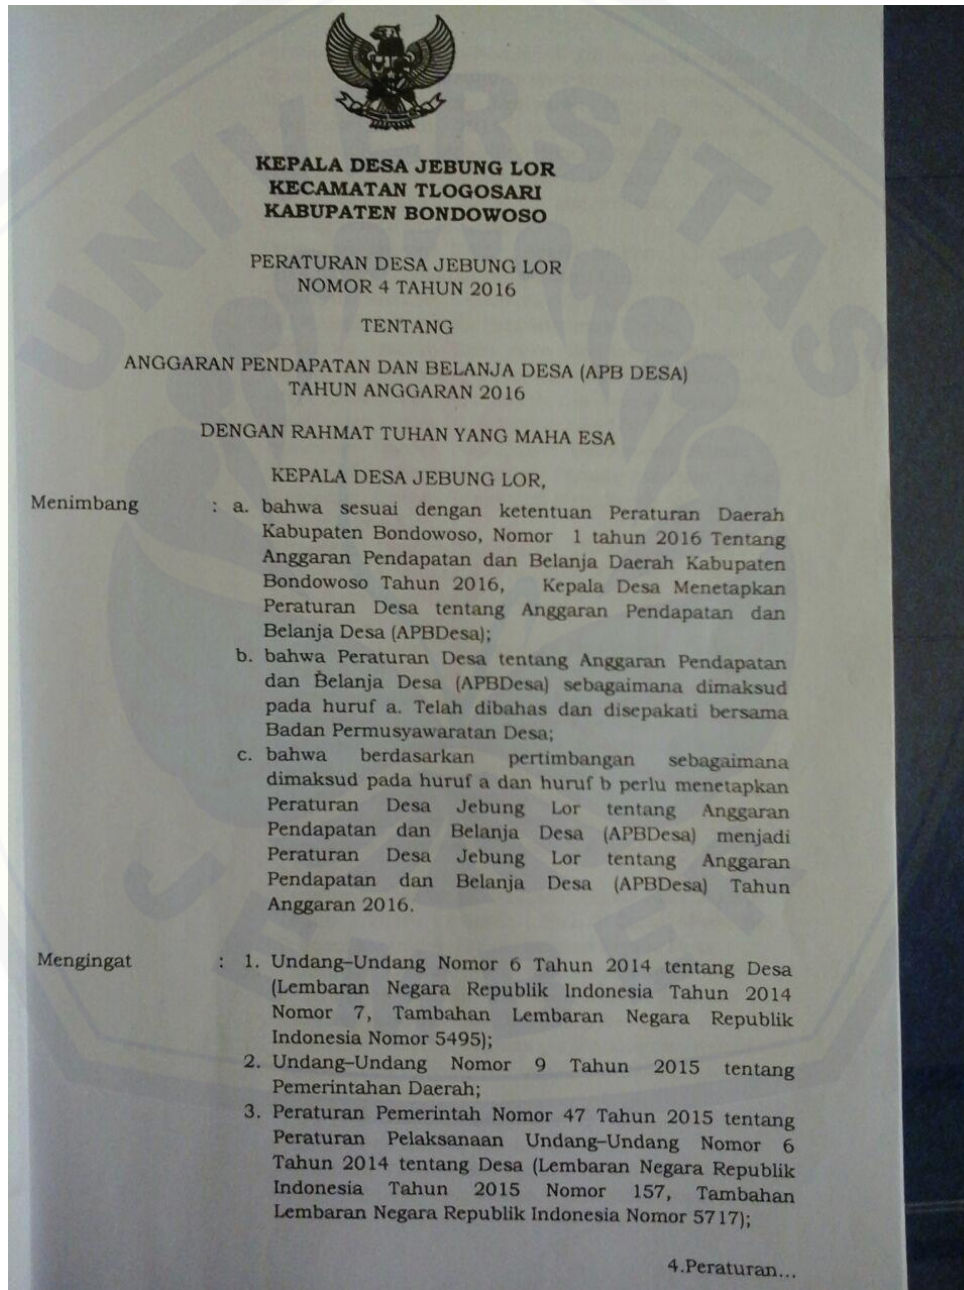 KEPALA DESA JEBUNG LOR
KECAMATAN TLOGOSARI
KABUPATEN BONDOWOSO
PERATURAN DESA JEBUNG LOR
NOMOR 4 TAHUN 2016
TENTANG
ANGGARAN PENDAPATAN DAN BELANJA DESA (APB DESA)
TAHUN ANGGARAN 2016
DENGAN RAHMAT TUHAN YANG MAHA ESA
KEPALA DESA JEBUNG LOR,
Menimbang : a. bahwa sesuai dengan ketentuan Peraturan Daerah
Kabupaten Bondowoso, Nomor 1 tahun 2016 Tentang
Anggaran Pendapatan dan Belanja Daerah Kabupaten
Bondowoso Tahun 2016, Kepala Desa Menetapkan
Peraturan Desa tentang Anggaran Pendapatan dan
Belanja Desa (APBDesa);
b. bahwa Peraturan Desa tentang Anggaran Pendapatan
dan Belanja Desa (APBDesa) sebagaimana dimaksud
pada huruf a. Telah dibahas dan disepakati bersama
Badan Permusyawaratan Desa;
c. bahwa berdasarkan pertimbangan sebagaimana
dimaksud pada huruf a dan huruf b perlu menetapkan
Peraturan Desa Jebung Lor tentang Anggaran
Pendapatan dan Belanja Desa (APBDesa) menjadi
Peraturan Desa Jebung Lor tentang Anggaran
Pendapatan dan Belanja Desa (APBDesa) Tahun
Anggaran 2016.
Mengingat : 1. Undang–Undang Nomor 6 Tahun 2014 tentang Desa
(Lembaran Negara Republik Indonesia Tahun 2014
Nomor 7, Tambahan Lembaran Negara Republik
Indonesia Nomor 5495);
2. Undang–Undang Nomor 9 Tahun 2015 tentang
Pemerintahan Daerah;
3. Peraturan Pemerintah Nomor 47 Tahun 2015 tentang
Peraturan Pelaksanaan Undang–Undang Nomor 6
Tahun 2014 tentang Desa (Lembaran Negara Republik
Indonesia Tahun 2015 Nomor 157, Tambahan
Lembaran Negara Republik Indonesia Nomor 5717);
4.Peraturan...
UNIVERSITAS
JEMBER